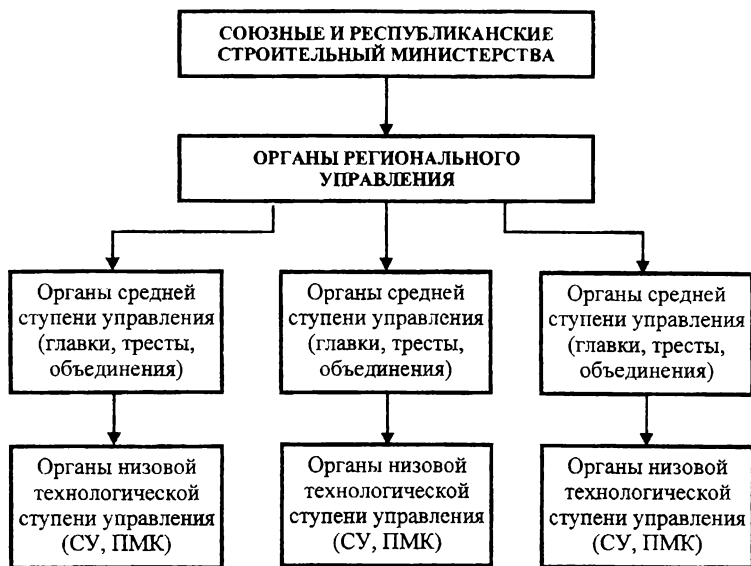 СОЮЗНЫЕ И РЕСПУБЛИКАНСКИЕ
СТРОИТЕЛЬНЫЙ МИНИСТЕРСТВА
ОРГАНЫ РЕГИОНАЛЬНОГО
УПРАВЛЕНИЯ
Органы средней
ступени управления
(главки, тресты,
объединения)
Органы средней
ступени управления
(главки, тресты,
объединения)
Органы средней
ступени управления
(главки, тресты,
объединения)
Органы низовой
технологической
ступени управления
(СУ, ПМК)
Органы низовой
технологической
ступени управления
(СУ, ПМК)
Органы низовой
технологической
ступени управления
(СУ, ПМК)